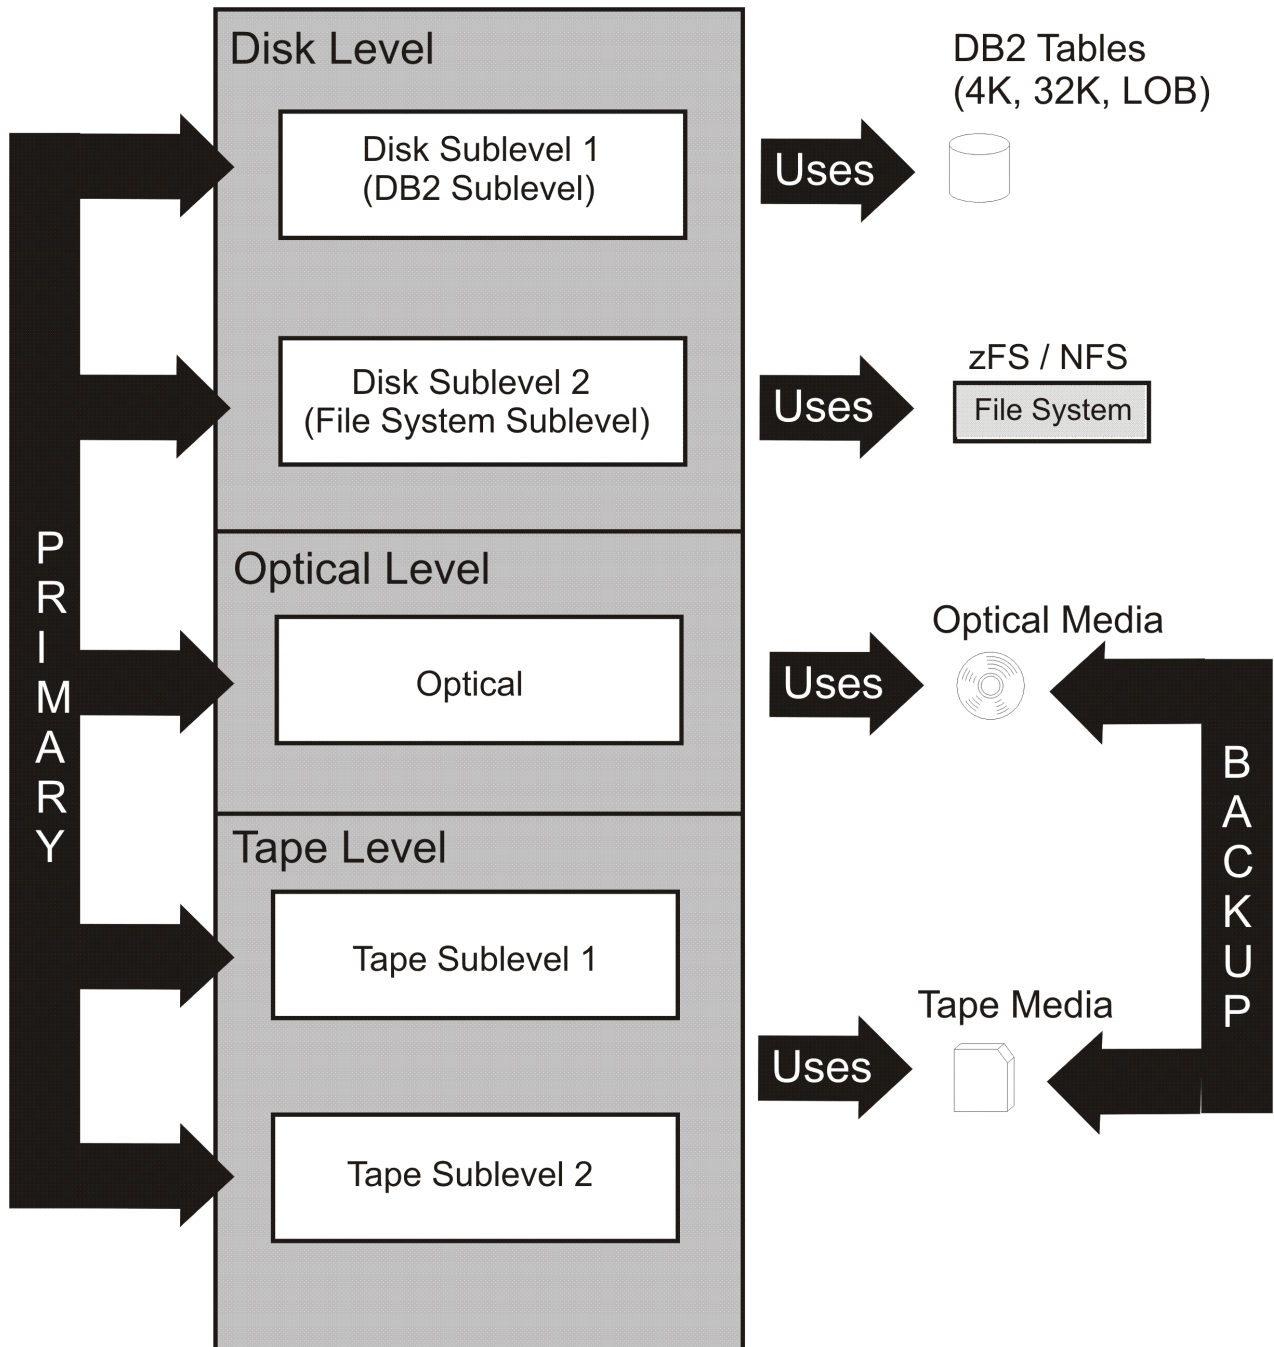 Disk Level
DB2 Tables
(4K, 32K, LOB)
Disk Sublevel 1
(DB2 Sublevel)
Uses
zFS / NFS
Disk Sublevel 2
(File System Sublevel)
Uses
File System
PRIMARY
Optical Level
Optical Media
Optical
Uses
BACKUP
Tape Level
Tape Sublevel 1
Tape Media
Uses
Tape Sublevel 2